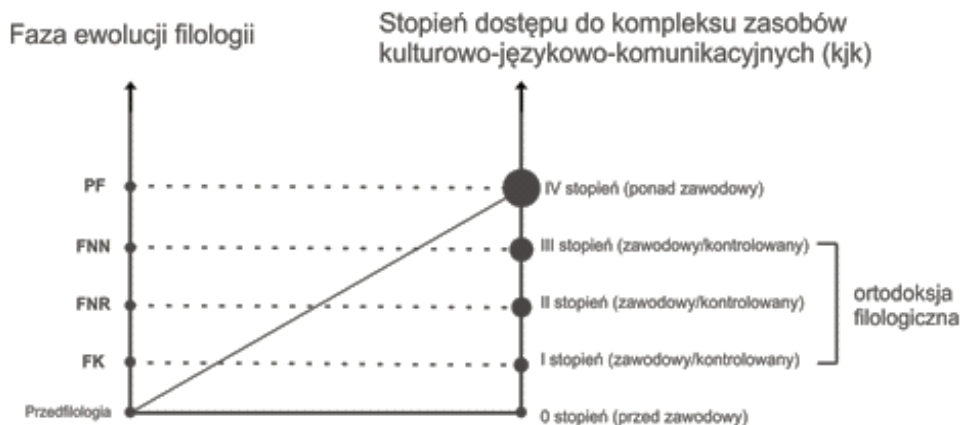 Faza ewolucji filologii
Stopień dostępu do kompleksu zasobów
kulturowo-językowo-komunikacyjnych (kjk)
PF
IV stopień (ponad zawodowy)
FNN
III stopień (zawodowy/kontrolowany)
FNR
II stopień (zawodowy/kontrolowany)
ortodoksja
filologiczna
FK
I stopień (zawodowy/kontrolowany)
Przedfilologia
0 stopień (przed zawodowy)